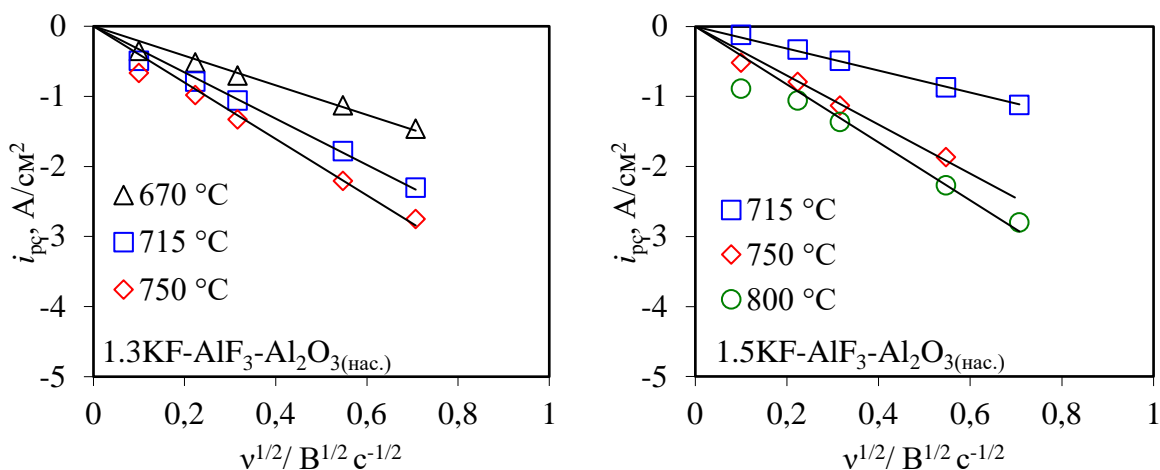 0
-1
-2
-3
-4
-5
i_pc, А/см²
670 °C
715 °C
750 °C
1.3KF-AlF₃-Al₂O₃(нас.)
0 0,2 0,4 0,6 0,8 1
ν^1/2/ В^1/2 с^-1/2
0
-1
-2
-3
-4
-5
i_pc, А/см²
715 °C
750 °C
800 °C
1.5KF-AlF₃-Al₂O₃(нас.)
0 0,2 0,4 0,6 0,8 1
ν^1/2/ В^1/2 с^-1/2